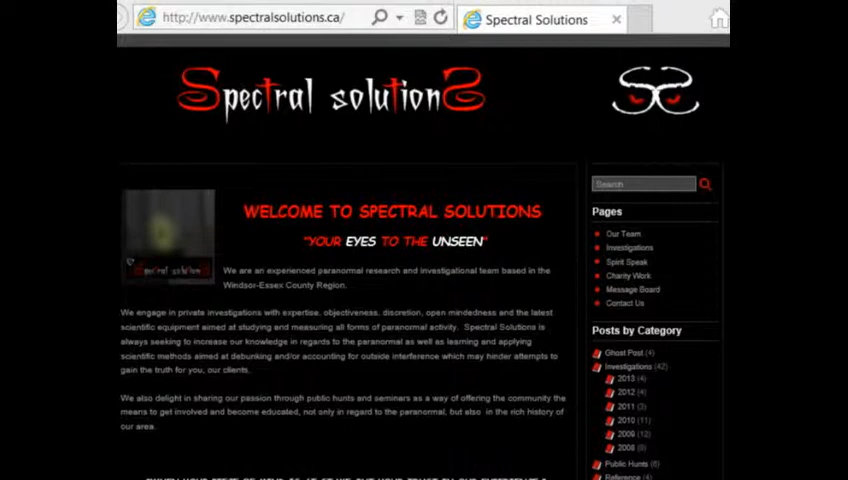 http://www.spectralsolutions.ca/
Spectral Solutions
Spectral solutionS
Search
WELCOME TO SPECTRAL SOLUTIONS
"YOUR EYES TO THE UNSEEN"
Spectral solutions
We are an experienced paranormal research and investigational team based in the
Windsor-Essex County Region.
We engage in private investigations with expertise, objectiveness, discretion, open mindedness and the latest
scientific equipment aimed at studying and measuring all forms of paranormal activity. Spectral Solutions is
always seeking to increase our knowledge in regards to the paranormal as well as learning and applying
scientific methods aimed at debunking and/or accounting for outside interference which may hinder attempts to
gain the truth for you, our clients.
We also delight in sharing our passion through public hunts and seminars as a way of offering the community the
means to get involved and become educated, not only in regard to the paranormal, but also in the rich history of
our area.
Pages
Our Team
Investigations
Spirit Speak
Charity Work
Message Board
Contact Us
Posts by Category
Ghost Post (4)
Investigations (42)
2013 (4)
2012 (4)
2011 (3)
2010 (11)
2009 (12)
2008 (8)
Public Hunts (6)
Reference (4)